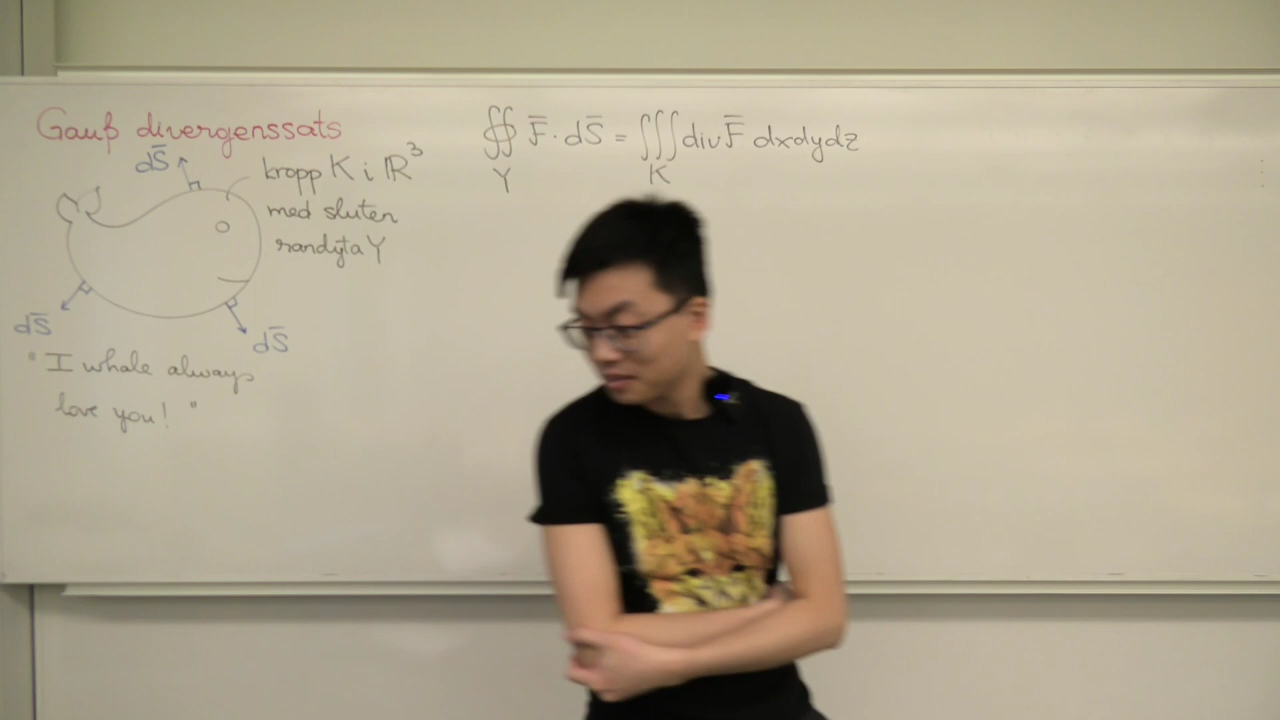 Gauß divergenssats
dS̄
kropp K i ℝ³
med sluten
randyta Y
dS̄
dS̄
"I whale always
love you!"
∯ F̄ · dS̄ = ∭ div F̄ dxdydz
Y K